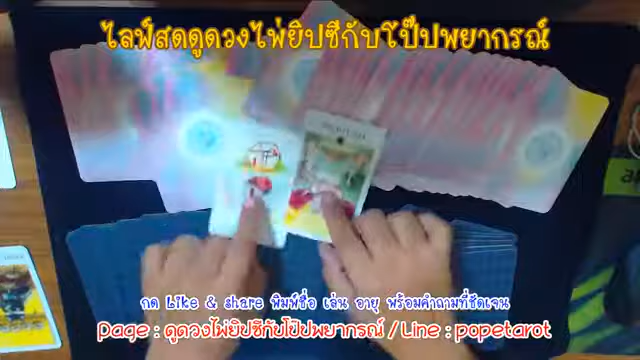 ไลฟ์สดดูดวงไพ่ยิปซีกับโป๊ปพยากรณ์
กด Like & share พิมพ์ชื่อ เล่น อายุ พร้อมคำถามที่ชัดเจน
Page : ดูดวงไพ่ยิปซีกับโป๊ปพยากรณ์ / Line : popetarot